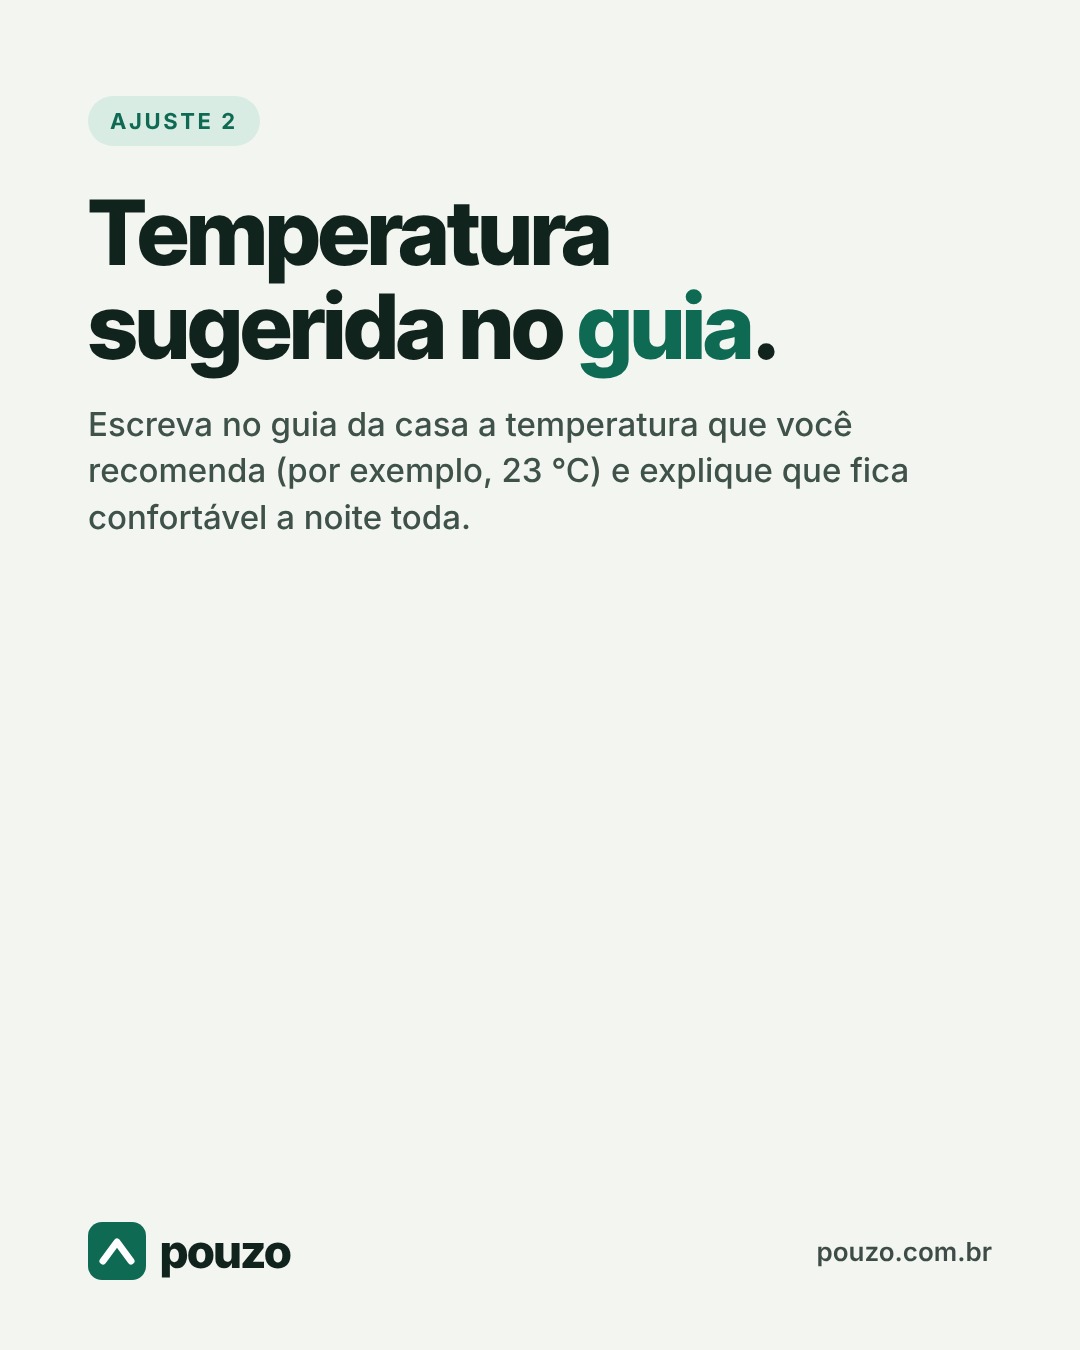 AJUSTE 2
Temperatura
sugerida no guia.
Escreva no guia da casa a temperatura que você
recomenda (por exemplo, 23 °C) e explique que fica
confortável a noite toda.
pouzo
pouzo.com.br